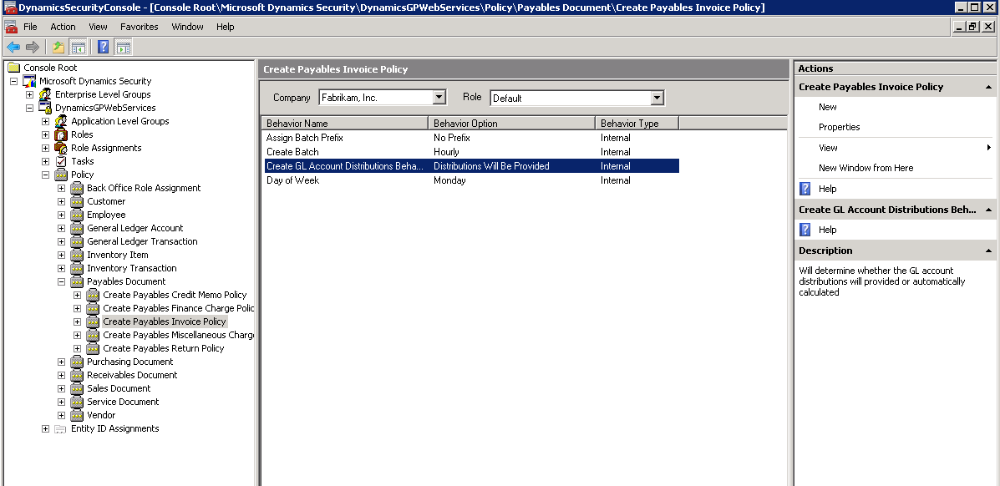 DynamicsSecurityConsole - [Console Root\Microsoft Dynamics Security\DynamicsGPWebServices\Policy\Payables Document\Create Payables Invoice Policy]
File Action View Favorites Window Help
Console Root
Microsoft Dynamics Security
Enterprise Level Groups
DynamicsGPWebServices
Application Level Groups
Roles
Role Assignments
Tasks
Policy
Back Office Role Assignment
Customer
Employee
General Ledger Account
General Ledger Transaction
Inventory Item
Inventory Transaction
Payables Document
Create Payables Credit Memo Policy
Create Payables Finance Charge Polic
Create Payables Invoice Policy
Create Payables Miscellaneous Charge
Create Payables Return Policy
Purchasing Document
Receivables Document
Sales Document
Service Document
Vendor
Entity ID Assignments
Create Payables Invoice Policy
Company Fabrikam, Inc. Role Default
Behavior Name Behavior Option Behavior Type
Assign Batch Prefix No Prefix Internal
Create Batch Hourly Internal
Create GL Account Distributions Beha... Distributions Will Be Provided Internal
Day of Week Monday Internal
Actions
Create Payables Invoice Policy
New
Properties
View
New Window from Here
Help
Create GL Account Distributions Beh...
Help
Description
Will determine whether the GL account
distributions will provided or automatically
calculated